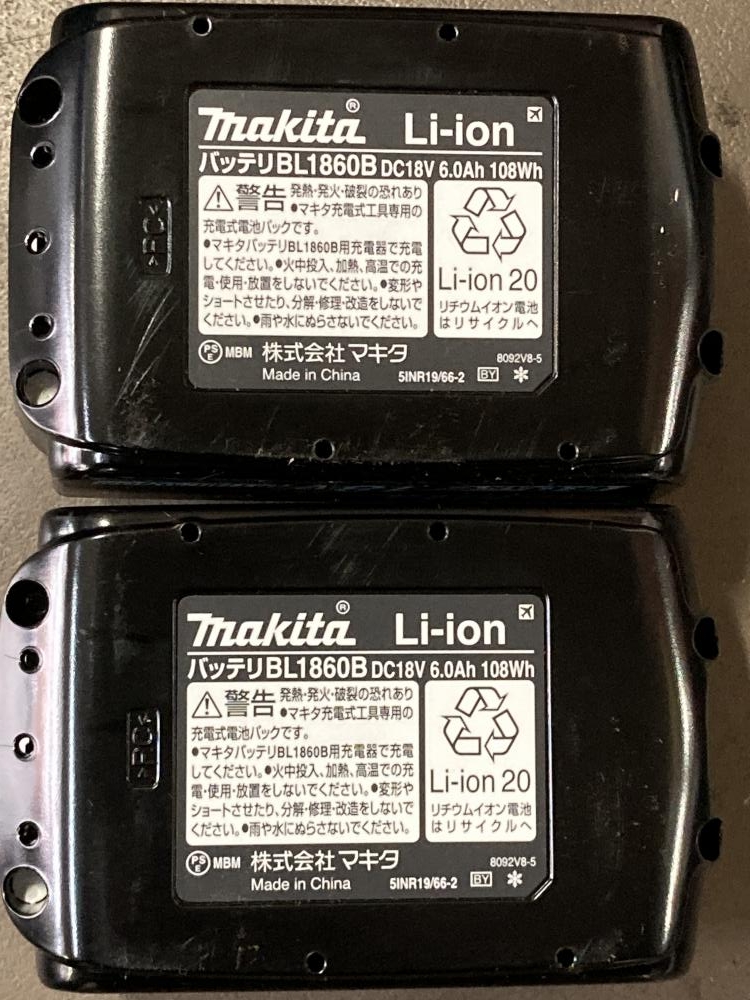 makita® Li-ion
バッテリBL1860B DC18V 6.0Ah 108Wh
警告 発熱・発火・破裂の恐れあり
●マキタ充電式工具専用の
充電式電池パックです。
●マキタバッテリBL1860B用充電器で充電
してください。●火中投入、加熱、高温での充
電・使用・放置をしないでください。●変形や
ショートさせたり、分解・修理・改造をしないで
ください。●雨や水にぬらさないでください。
Li-ion 20
リチウムイオン電池
はリサイクルへ
PSE MBM 株式会社マキタ 8092V8-5
Made in China 5INR19/66-2 BY *
>PC<
makita® Li-ion
バッテリBL1860B DC18V 6.0Ah 108Wh
警告 発熱・発火・破裂の恐れあり
●マキタ充電式工具専用の
充電式電池パックです。
●マキタバッテリBL1860B用充電器で充電
してください。●火中投入、加熱、高温での充
電・使用・放置をしないでください。●変形や
ショートさせたり、分解・修理・改造をしないで
ください。●雨や水にぬらさないでください。
Li-ion 20
リチウムイオン電池
はリサイクルへ
PSE MBM 株式会社マキタ 8092V8-5
Made in China 5INR19/66-2 BY *
>PC<